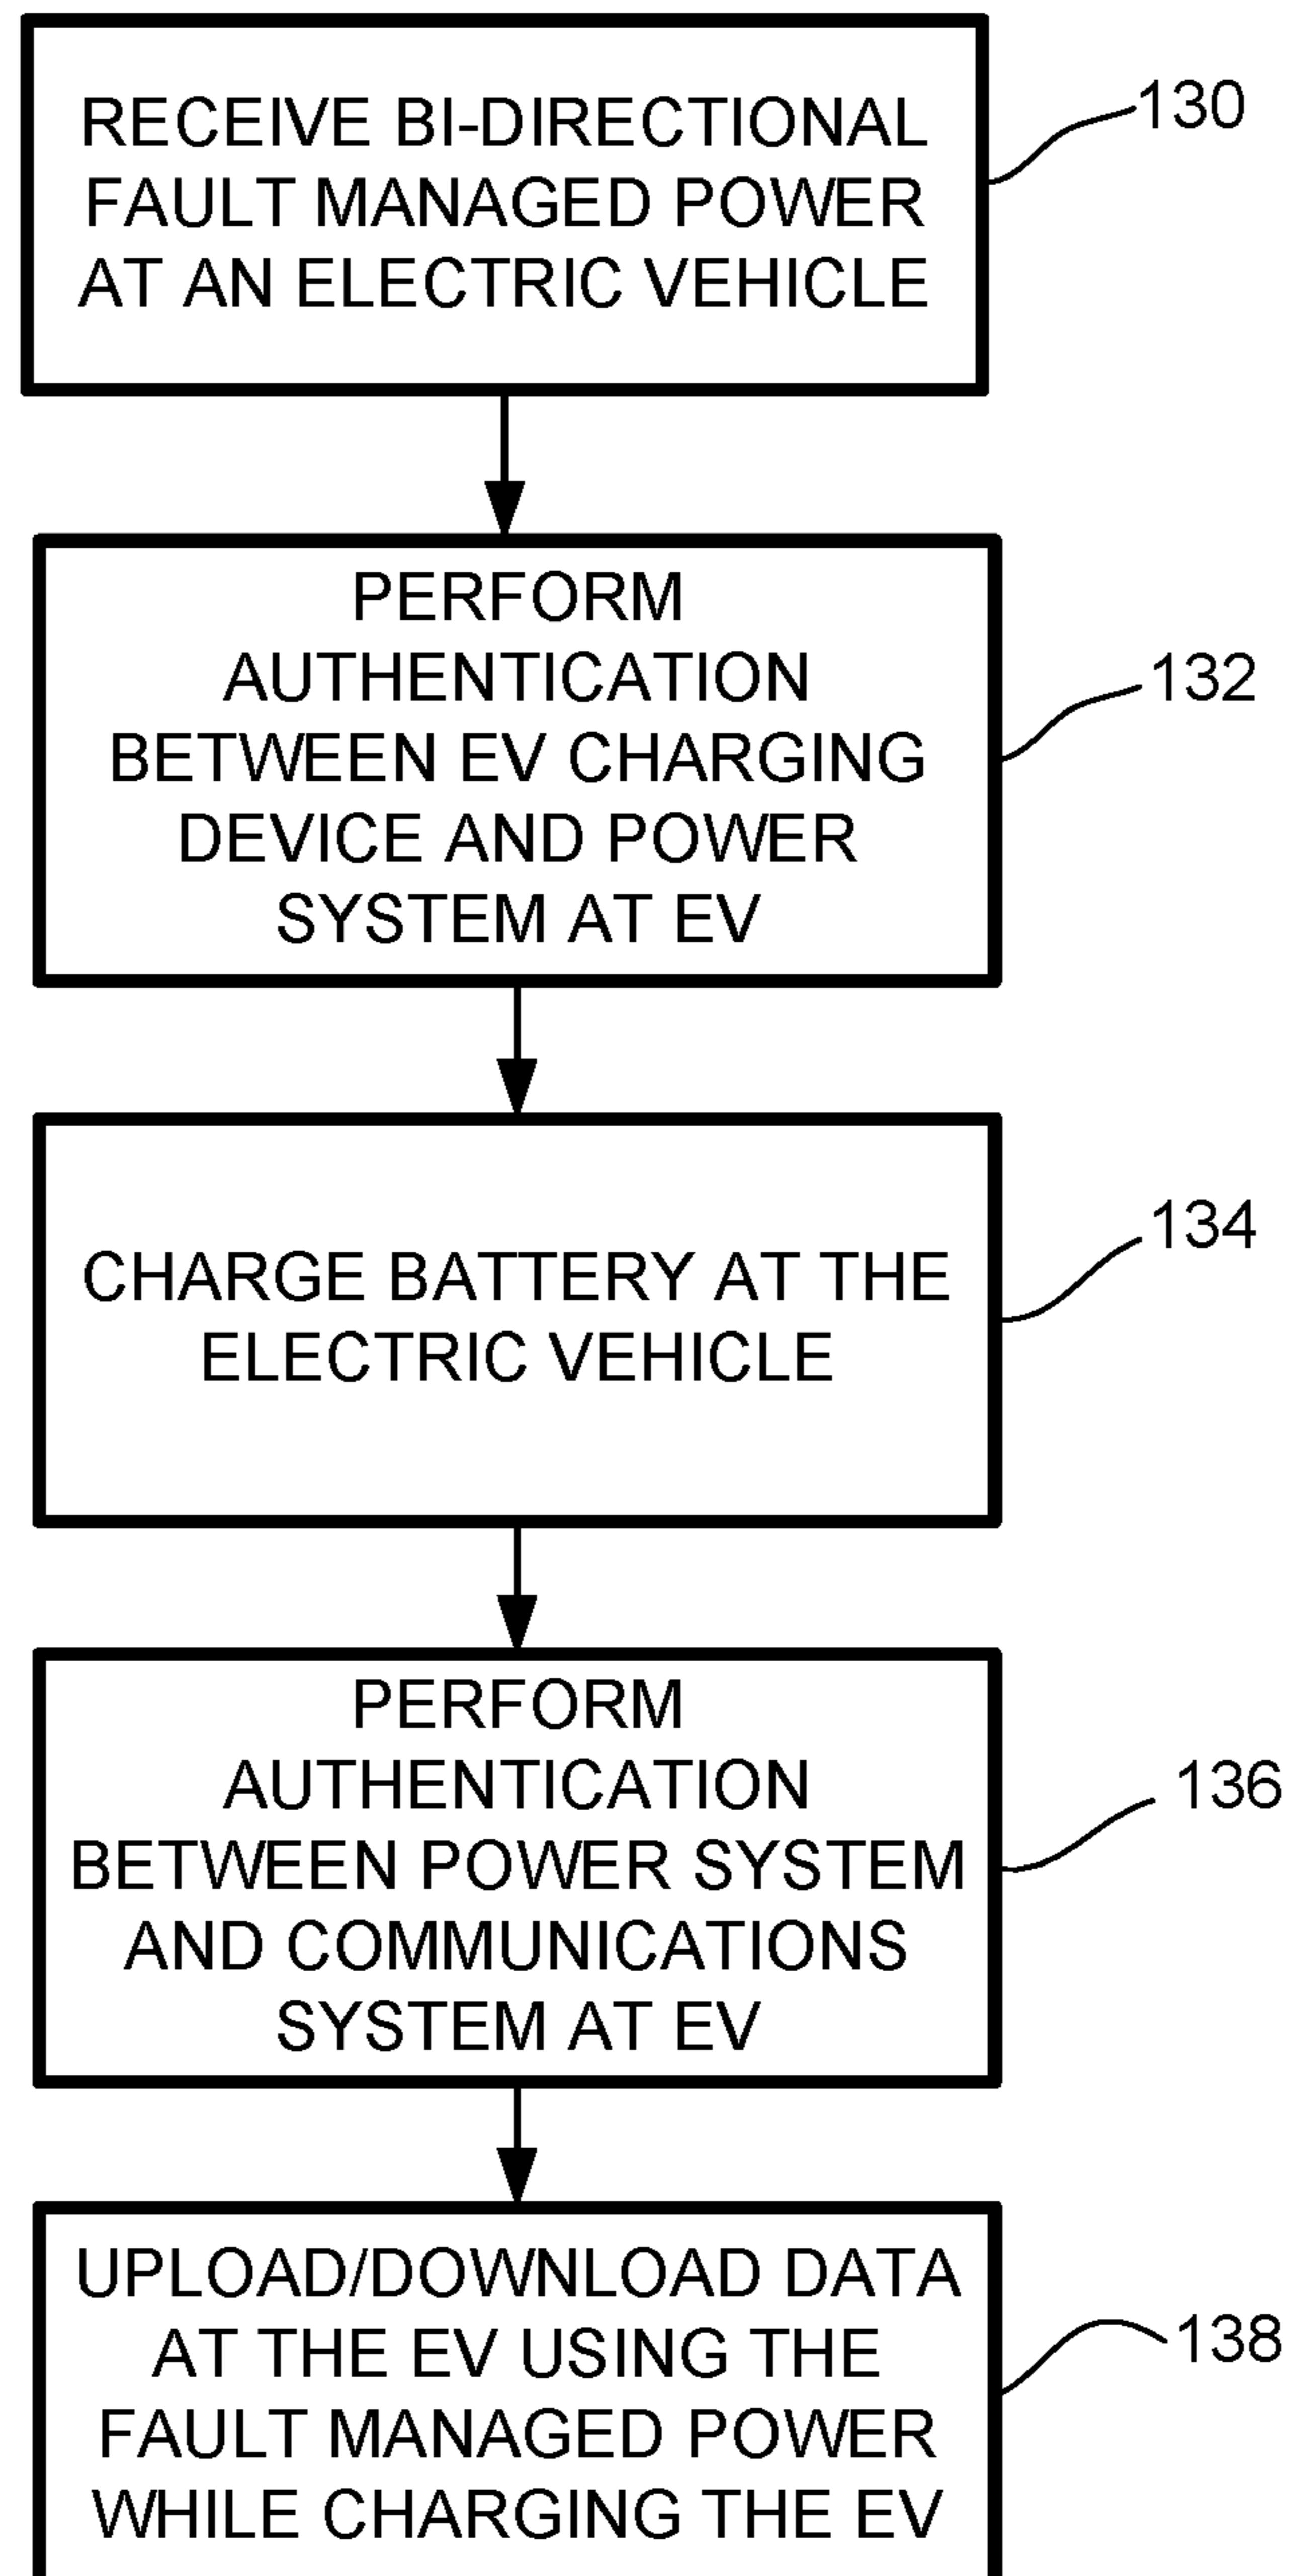 RECEIVE BI-DIRECTIONAL
FAULT MANAGED POWER
AT AN ELECTRIC VEHICLE
130
PERFORM
AUTHENTICATION
BETWEEN EV CHARGING
DEVICE AND POWER
SYSTEM AT EV
132
CHARGE BATTERY AT THE
ELECTRIC VEHICLE
134
PERFORM
AUTHENTICATION
BETWEEN POWER SYSTEM
AND COMMUNICATIONS
SYSTEM AT EV
136
UPLOAD/DOWNLOAD DATA
AT THE EV USING THE
FAULT MANAGED POWER
WHILE CHARGING THE EV
138